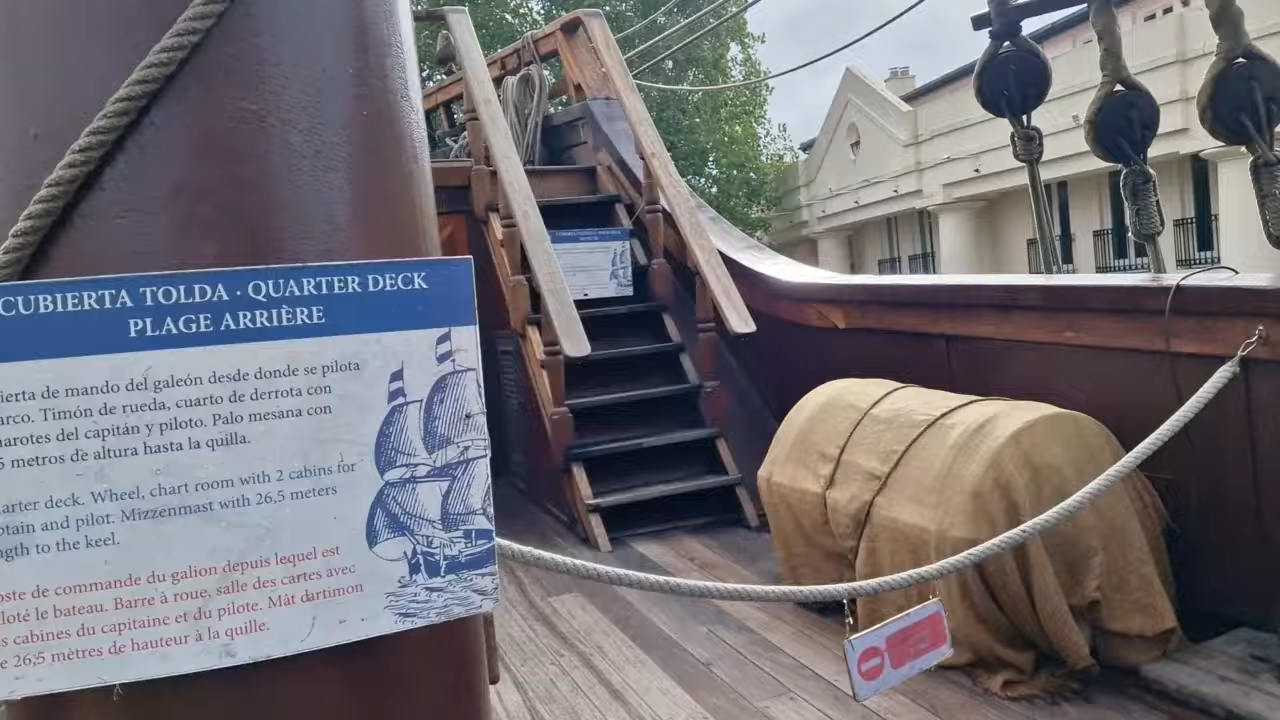 CUBIERTA TOLDA · QUARTER DECK
PLAGE ARRIÈRE
ierta de mando del galeón desde donde se pilota
arco. Timón de rueda, cuarto de derrota con
arotes del capitán y piloto. Palo mesana con
5 metros de altura hasta la quilla.
arter deck. Wheel, chart room with 2 cabins for
ptain and pilot. Mizzenmast with 26,5 meters
ngth to the keel.
oste de commande du galion depuis lequel est
loté le bateau. Barre à roue, salle des cartes avec
s cabines du capitaine et du pilote. Mât dartimon
e 26,5 mètres de hauteur à la quille.